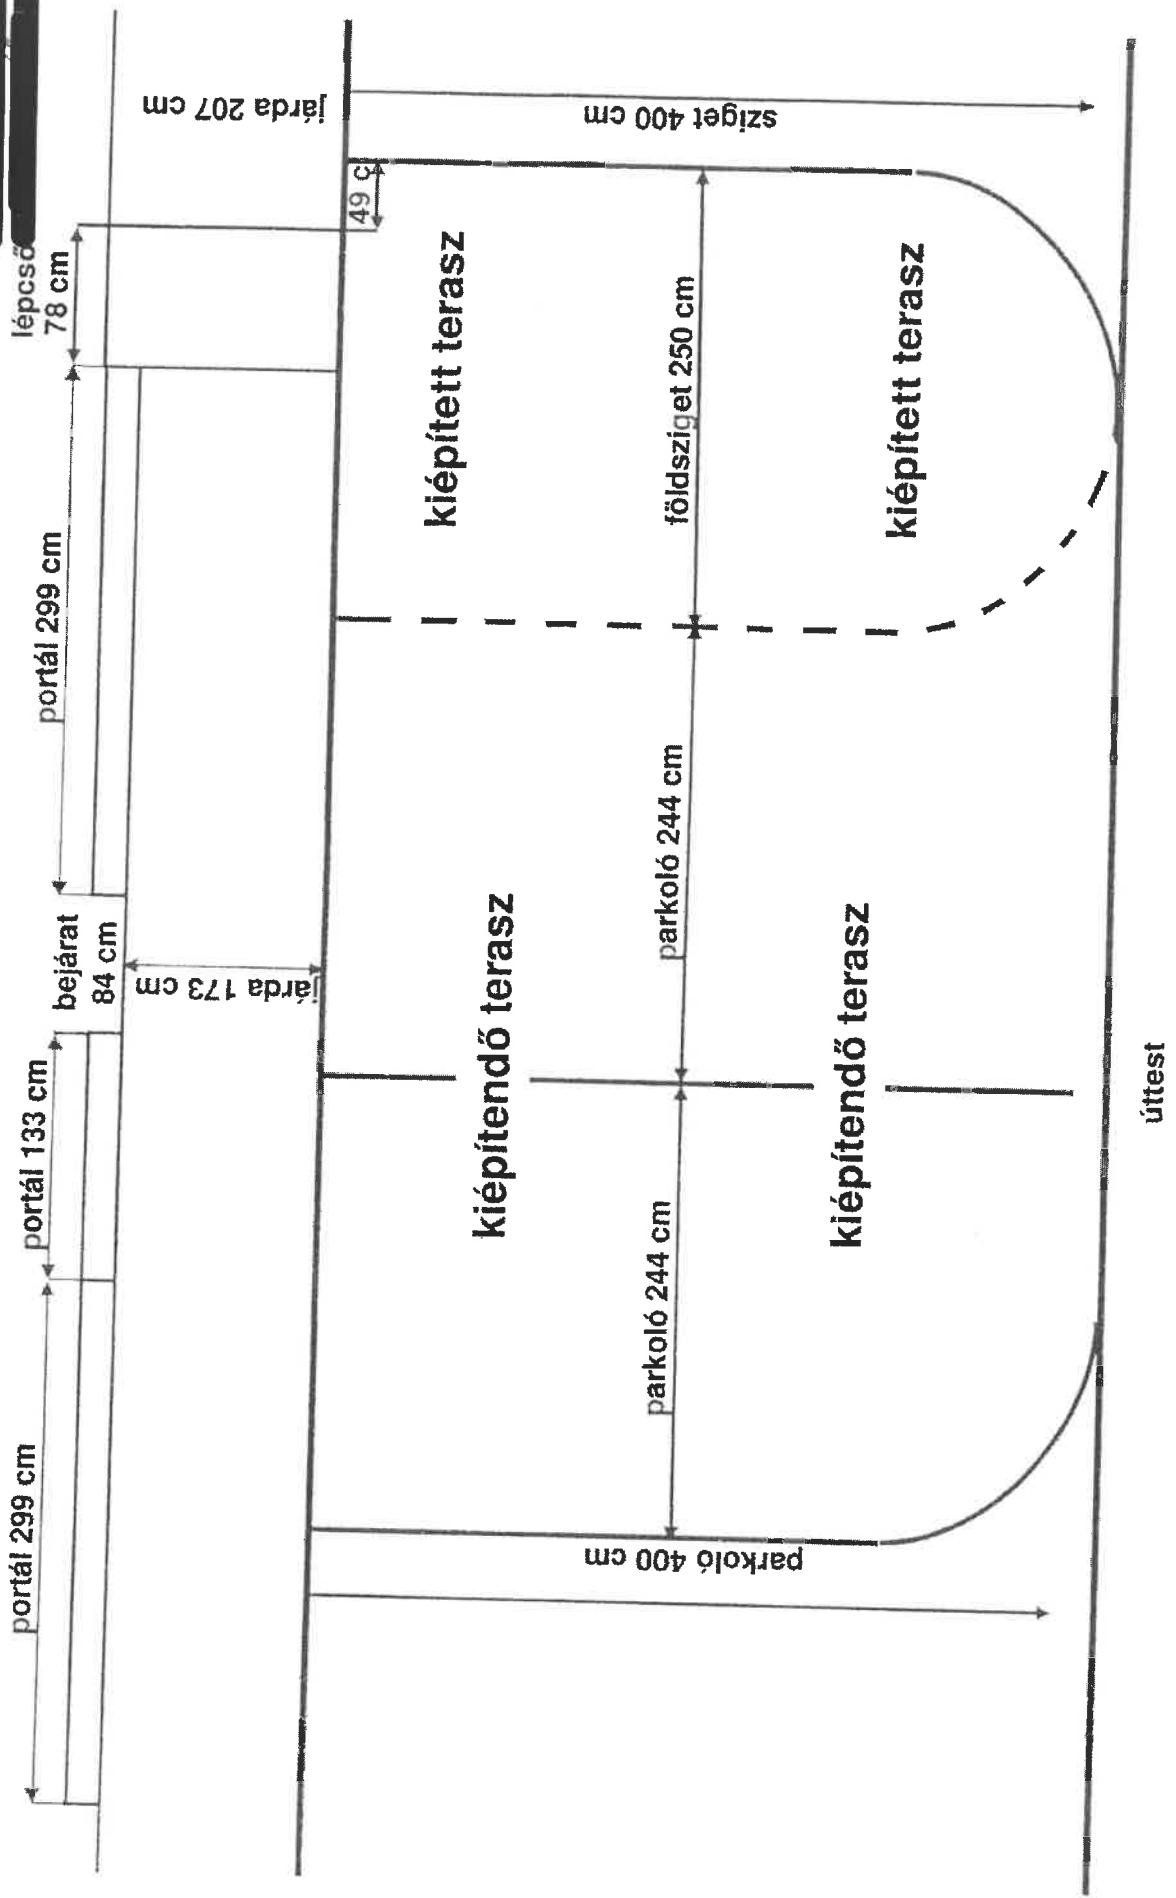 portál 299 cm
portál 133 cm
bejárat
84 cm
portál 299 cm
lépcső
78 cm
járda 173 cm
járda 207 cm
49 c
sziget 400 cm
kiépítendő terasz
kiépített terasz
parkoló 244 cm
parkoló 244 cm
földsziget 250 cm
parkoló 400 cm
kiépítendő terasz
kiépített terasz
úttest